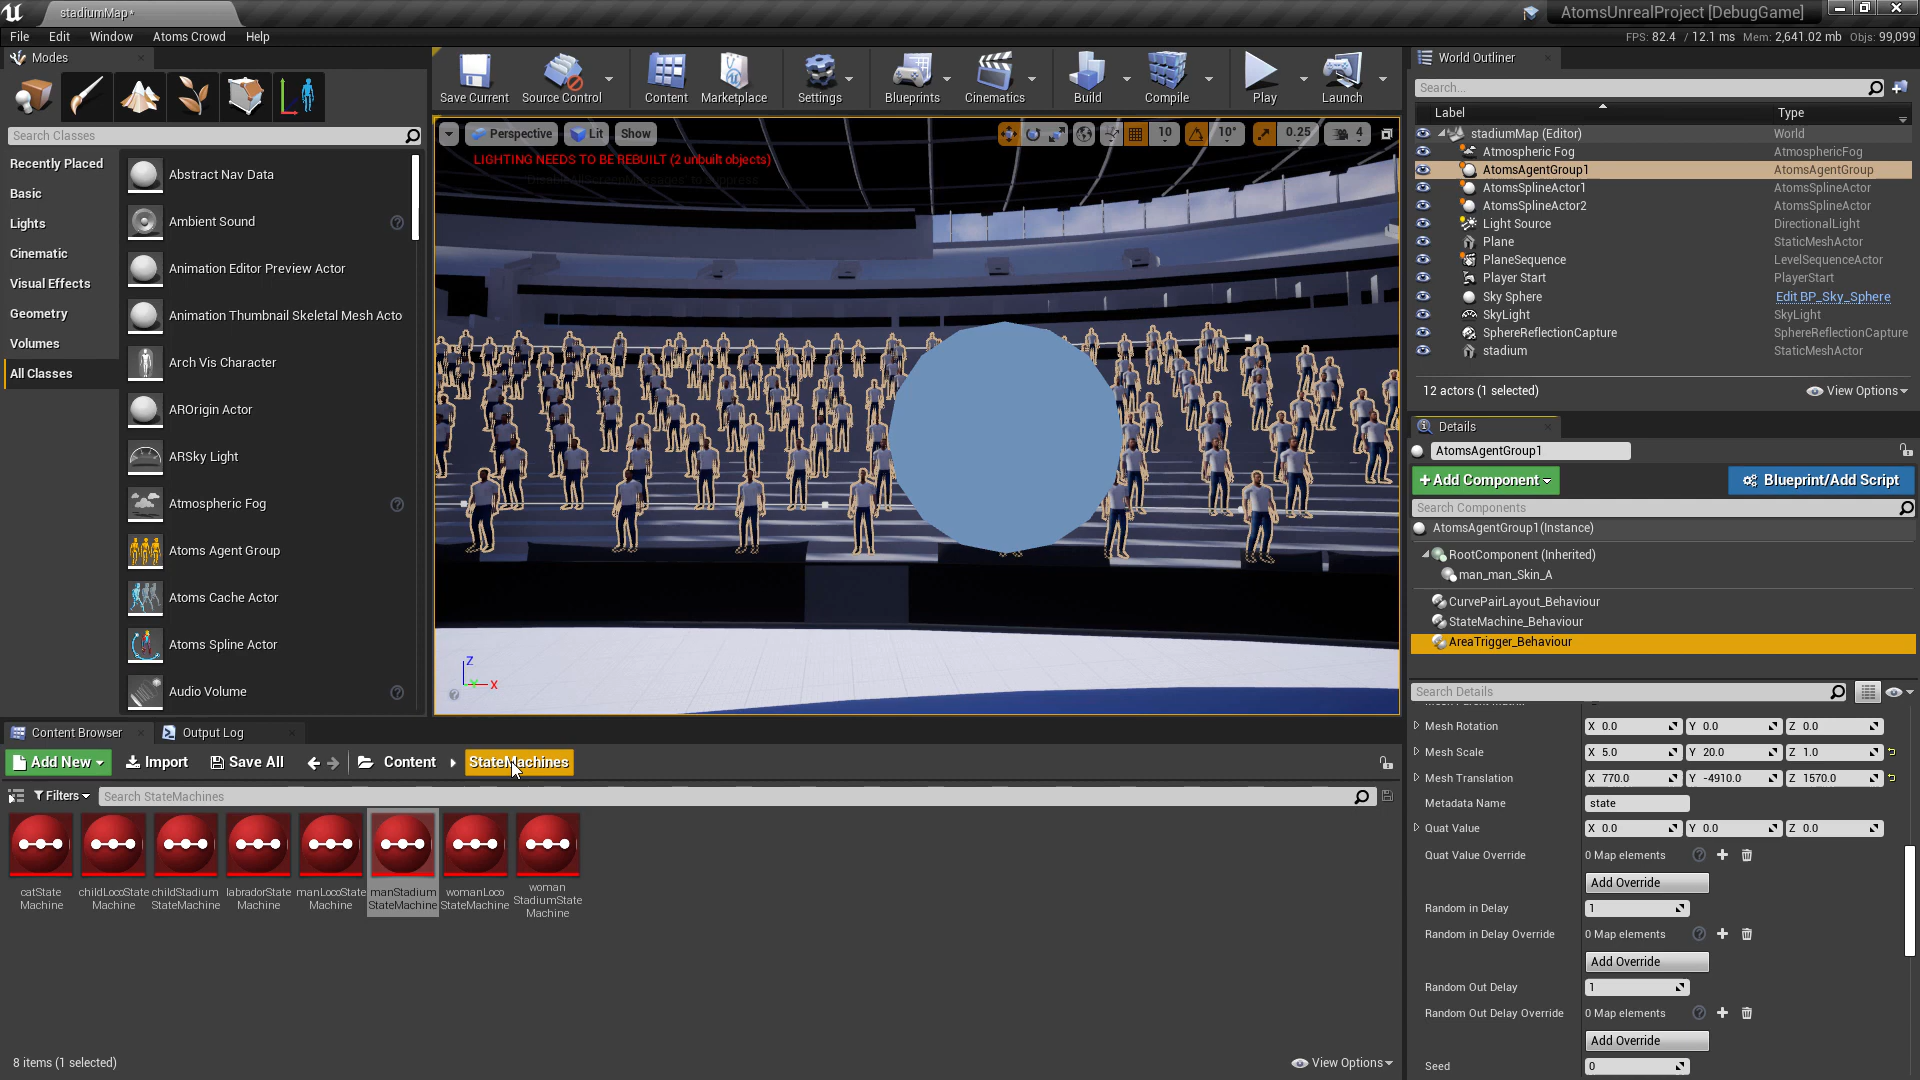 stadiumMap*
AtomsUnrealProject [DebugGame]
File Edit Window Atoms Crowd Help
FPS: 82.4 / 12.1 ms Mem: 2,641.02 mb Objs: 99,099
Modes
Search Classes
Recently Placed
Basic
Lights
Cinematic
Visual Effects
Geometry
Volumes
All Classes
Abstract Nav Data
Ambient Sound
Animation Editor Preview Actor
Animation Thumbnail Skeletal Mesh Acto
Arch Vis Character
AROrigin Actor
ARSky Light
Atmospheric Fog
Atoms Agent Group
Atoms Cache Actor
Atoms Spline Actor
Audio Volume
Save Current Source Control Content Marketplace Settings Blueprints Cinematics Build Compile Play Launch
Perspective Lit Show 10 10° 0.25 4
LIGHTING NEEDS TO BE REBUILT (2 unbuilt objects)
Z
X
World Outliner
Search...
Label Type
stadiumMap (Editor) World
Atmospheric Fog AtmosphericFog
AtomsAgentGroup1 AtomsAgentGroup
AtomsSplineActor1 AtomsSplineActor
AtomsSplineActor2 AtomsSplineActor
Light Source DirectionalLight
Plane StaticMeshActor
PlaneSequence LevelSequenceActor
Player Start PlayerStart
Sky Sphere Edit BP_Sky_Sphere
SkyLight SkyLight
SphereReflectionCapture SphereReflectionCapture
stadium StaticMeshActor
12 actors (1 selected) View Options
Details
AtomsAgentGroup1
+Add Component Blueprint/Add Script
Search Components
AtomsAgentGroup1(Instance)
RootComponent (Inherited)
man_man_Skin_A
CurvePairLayout_Behaviour
StateMachine_Behaviour
AreaTrigger_Behaviour
Search Details
Mesh Rotation X 0.0 Y 0.0 Z 0.0
Mesh Scale X 5.0 Y 20.0 Z 1.0
Mesh Translation X 770.0 Y -4910.0 Z 1570.0
Metadata Name state
Quat Value X 0.0 Y 0.0 Z 0.0
Quat Value Override 0 Map elements
Add Override
Random in Delay 1
Random in Delay Override 0 Map elements
Add Override
Random Out Delay 1
Random Out Delay Override 0 Map elements
Add Override
Seed 0
Content Browser Output Log
Add New Import Save All Content StateMachines
Filters Search StateMachines
catState
Machine
childLocoState
Machine
childStadium
StateMachine
labradorState
Machine
manLocoState
Machine
manStadium
StateMachine
womanLoco
StateMachine
woman
StadiumState
Machine
8 items (1 selected) View Options